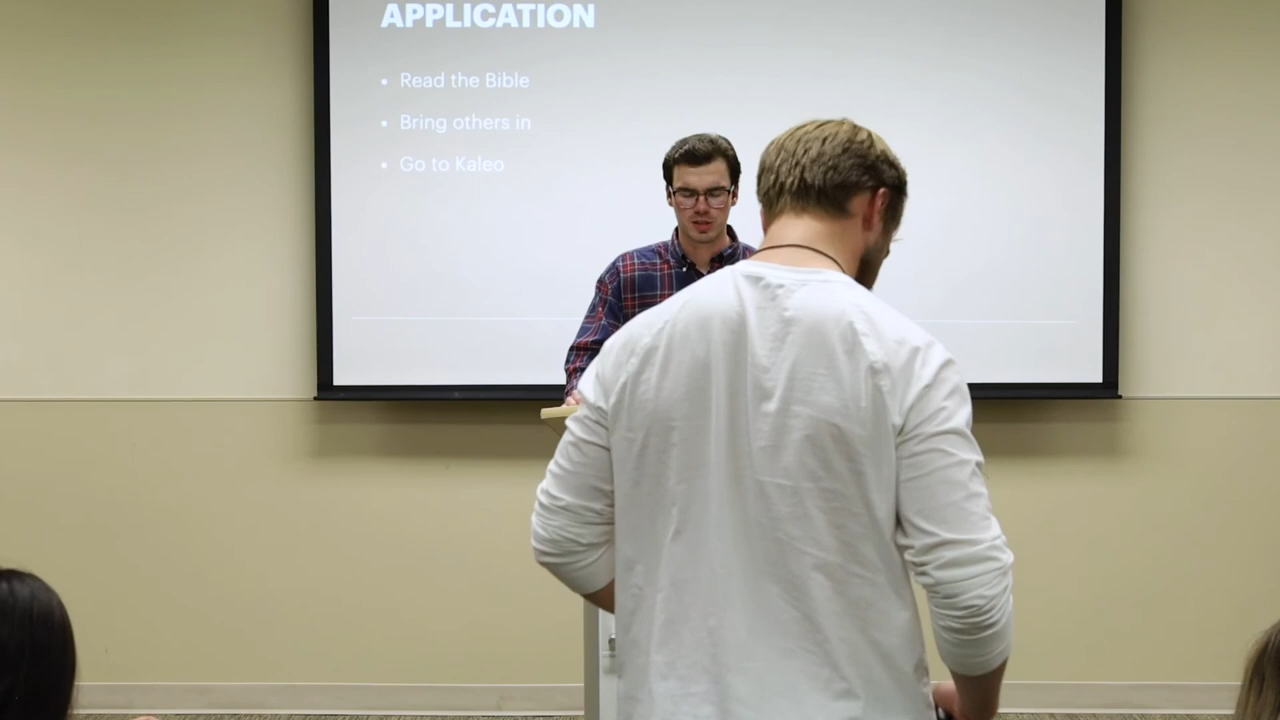 APPLICATION
• Read the Bible
• Bring others in
• Go to Kaleo